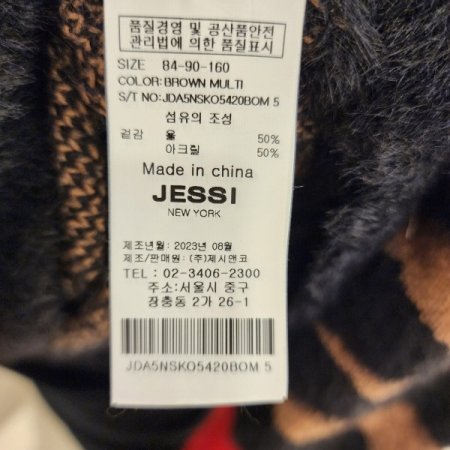 품질경영 및 공산품안전
관리법에 의한 품질표시
SIZE 84-90-160
COLOR:BROWN MULTI
S/T NO:JDA5NSKO5420BOM 5
섬유의 조성
겉감 울 50%
아크릴 50%
Made in china
JESSI
NEW YORK
제조년월: 2023년 08월
제조/판매원: (주)제시앤코
TEL : 02-3406-2300
주소:서울시 중구
장충동 2가 26-1
JDA5NSKO5420BOM 5